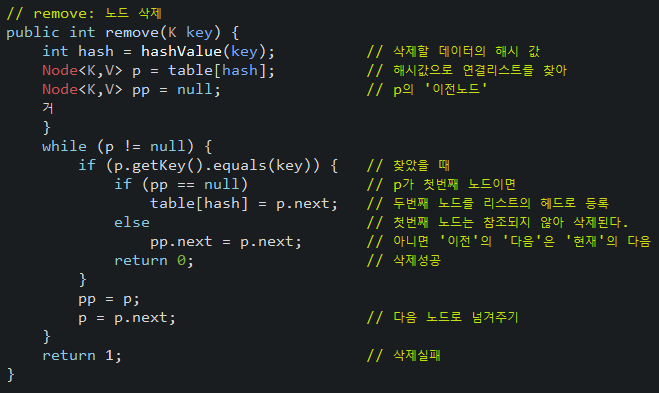 // remove: 노드 삭제
public int remove(K key) {
    int hash = hashValue(key);          // 삭제할 데이터의 해시 값
    Node<K,V> p = table[hash];          // 해시값으로 연결리스트를 찾아
    Node<K,V> pp = null;                // p의 '이전노드'
    거
    }
    while (p != null) {
        if (p.getKey().equals(key)) {   // 찾았을 때
            if (pp == null)             // p가 첫번째 노드이면
                table[hash] = p.next;   // 두번째 노드를 리스트의 헤드로 등록
            else                        // 첫번째 노드는 참조되지 않아 삭제된다.
                pp.next = p.next;       // 아니면 '이전'의 '다음'은 '현재'의 다음
            return 0;                   // 삭제성공
        }
        pp = p;
        p = p.next;                     // 다음 노드로 넘겨주기
    }
    return 1;                           // 삭제실패
}